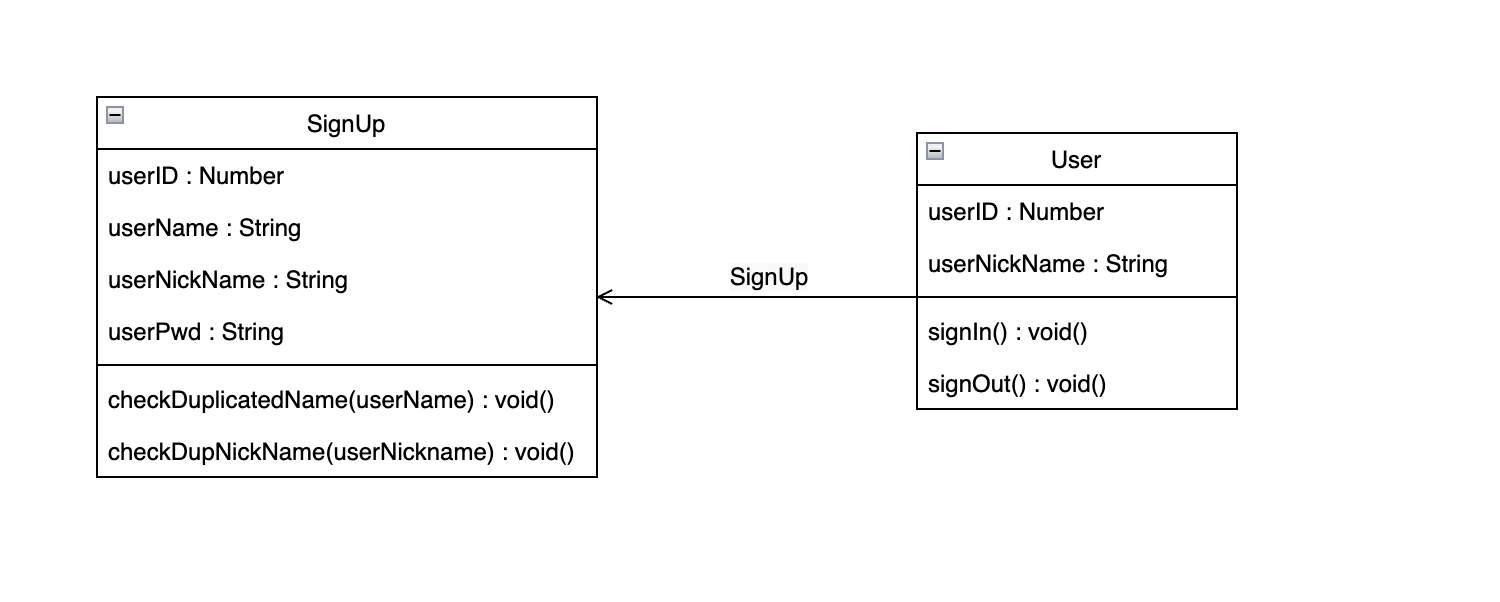 SignUp
userID : Number
userName : String
userNickName : String
userPwd : String
checkDuplicatedName(userName) : void()
checkDupNickName(userNickname) : void()
SignUp
User
userID : Number
userNickName : String
signIn() : void()
signOut() : void()